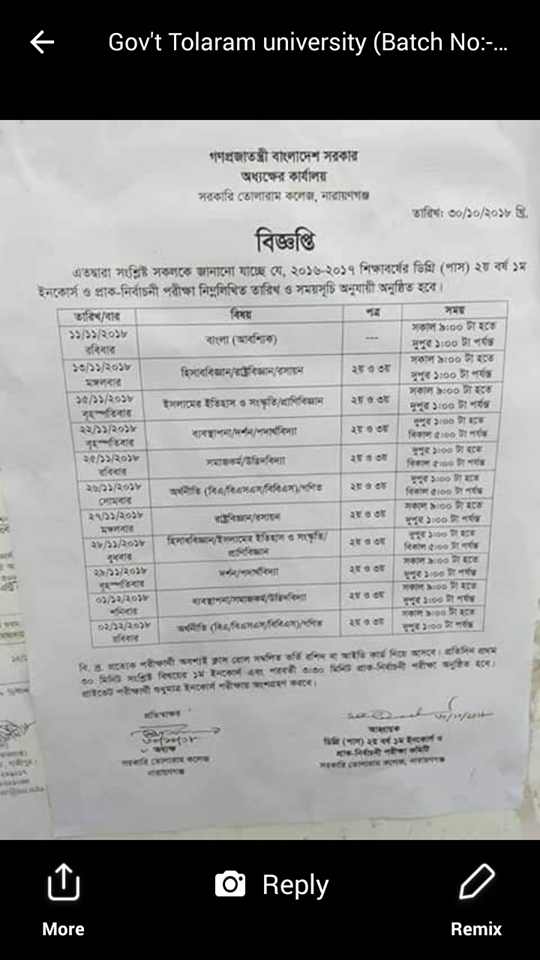 Gov't Tolaram university (Batch No:-...
গণপ্রজাতন্ত্রী বাংলাদেশ সরকার
অধ্যক্ষের কার্যালয়
সরকারি তোলারাম কলেজ, নারায়ণগঞ্জ
তারিখ: ৩০/১০/২০১৮ খ্রি.
বিজ্ঞপ্তি
এতদ্বারা সংশ্লিষ্ট সকলকে জানানো যাচ্ছে যে, ২০১৬-২০১৭ শিক্ষাবর্ষের ডিগ্রি (পাস) ২য় বর্ষ ১ম
ইনকোর্স ও প্রাক-নির্বাচনী পরীক্ষা নিম্নলিখিত তারিখ ও সময়সূচি অনুযায়ী অনুষ্ঠিত হবে।
তারিখ/বার বিষয় পত্র সময়
১১/১১/২০১৮ রবিবার বাংলা (আবশ্যিক) --- সকাল ৯:০০ টা হতে দুপুর ১:০০ টা পর্যন্ত
১৩/১১/২০১৮ মঙ্গলবার হিসাববিজ্ঞান/রাষ্ট্রবিজ্ঞান/রসায়ন ২য় ও ৩য় সকাল ৯:০০ টা হতে দুপুর ১:০০ টা পর্যন্ত
১৫/১১/২০১৮ বৃহস্পতিবার ইসলামের ইতিহাস ও সংস্কৃতি/প্রাণিবিজ্ঞান ২য় ও ৩য় সকাল ৯:০০ টা হতে দুপুর ১:০০ টা পর্যন্ত
২২/১১/২০১৮ বৃহস্পতিবার ব্যবস্থাপনা/দর্শন/পদার্থবিদ্যা ২য় ও ৩য় দুপুর ১:০০ টা হতে বিকাল ৫:০০ টা পর্যন্ত
২৫/১১/২০১৮ রবিবার সমাজকর্ম/উদ্ভিদবিদ্যা ২য় ও ৩য় দুপুর ১:০০ টা হতে বিকাল ৫:০০ টা পর্যন্ত
২৬/১১/২০১৮ সোমবার অর্থনীতি (বিএ/বিএসএস/বিবিএস)/গণিত ২য় ও ৩য় দুপুর ১:০০ টা হতে বিকাল ৫:০০ টা পর্যন্ত
২৭/১১/২০১৮ মঙ্গলবার রাষ্ট্রবিজ্ঞান/রসায়ন ২য় ও ৩য় সকাল ৯:০০ টা হতে দুপুর ১:০০ টা পর্যন্ত
২৮/১১/২০১৮ বুধবার হিসাববিজ্ঞান/ইসলামের ইতিহাস ও সংস্কৃতি/প্রাণিবিজ্ঞান ২য় ও ৩য় দুপুর ১:০০ টা হতে বিকাল ৫:০০ টা পর্যন্ত
২৯/১১/২০১৮ বৃহস্পতিবার দর্শন/পদার্থবিদ্যা ২য় ও ৩য় সকাল ৯:০০ টা হতে দুপুর ১:০০ টা পর্যন্ত
০১/১২/২০১৮ শনিবার ব্যবস্থাপনা/সমাজকর্ম/উদ্ভিদবিদ্যা ২য় ও ৩য় সকাল ৯:০০ টা হতে দুপুর ১:০০ টা পর্যন্ত
০২/১২/২০১৮ রবিবার অর্থনীতি (বিএ/বিএসএস/বিবিএস)/গণিত ২য় ও ৩য় সকাল ৯:০০ টা হতে দুপুর ১:০০ টা পর্যন্ত
বি. দ্র. প্রত্যেক পরীক্ষার্থী অবশ্যই ক্লাস রোল সম্বলিত ভর্তি রশিদ বা আইডি কার্ড নিয়ে আসবে। প্রতিদিন প্রথম
৩০ মিনিট সংশ্লিষ্ট বিষয়ের ১ম ইনকোর্স এবং পরবর্তী ৩:৩০ মিনিট প্রাক-নির্বাচনী পরীক্ষা অনুষ্ঠিত হবে।
প্রাইভেট পরীক্ষার্থী শুধুমাত্র ইনকোর্স পরীক্ষায় অংশগ্রহণ করবে।
প্রতিস্বাক্ষর
অধ্যক্ষ
সরকারি তোলারাম কলেজ
নারায়ণগঞ্জ
আহ্বায়ক
ডিগ্রি (পাস) ২য় বর্ষ ১ম ইনকোর্স ও
প্রাক-নির্বাচনী পরীক্ষা কমিটি
সরকারি তোলারাম কলেজ, নারায়ণগঞ্জ
Reply
More
Remix